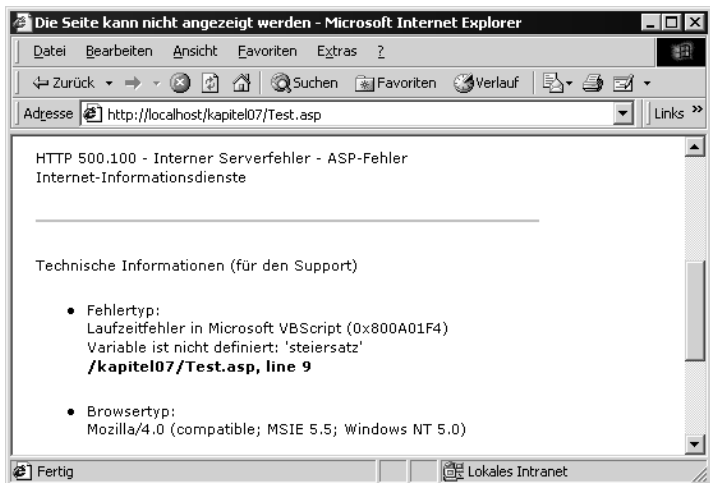 Die Seite kann nicht angezeigt werden - Microsoft Internet Explorer
Datei Bearbeiten Ansicht Favoriten Extras ?
Zurück Suchen Favoriten Verlauf
Adresse http://localhost/kapitel07/Test.asp Links »
HTTP 500.100 - Interner Serverfehler - ASP-Fehler
Internet-Informationsdienste
Technische Informationen (für den Support)
• Fehlertyp:
Laufzeitfehler in Microsoft VBScript (0x800A01F4)
Variable ist nicht definiert: 'steiersatz'
/kapitel07/Test.asp, line 9
• Browsertyp:
Mozilla/4.0 (compatible; MSIE 5.5; Windows NT 5.0)
Fertig Lokales Intranet